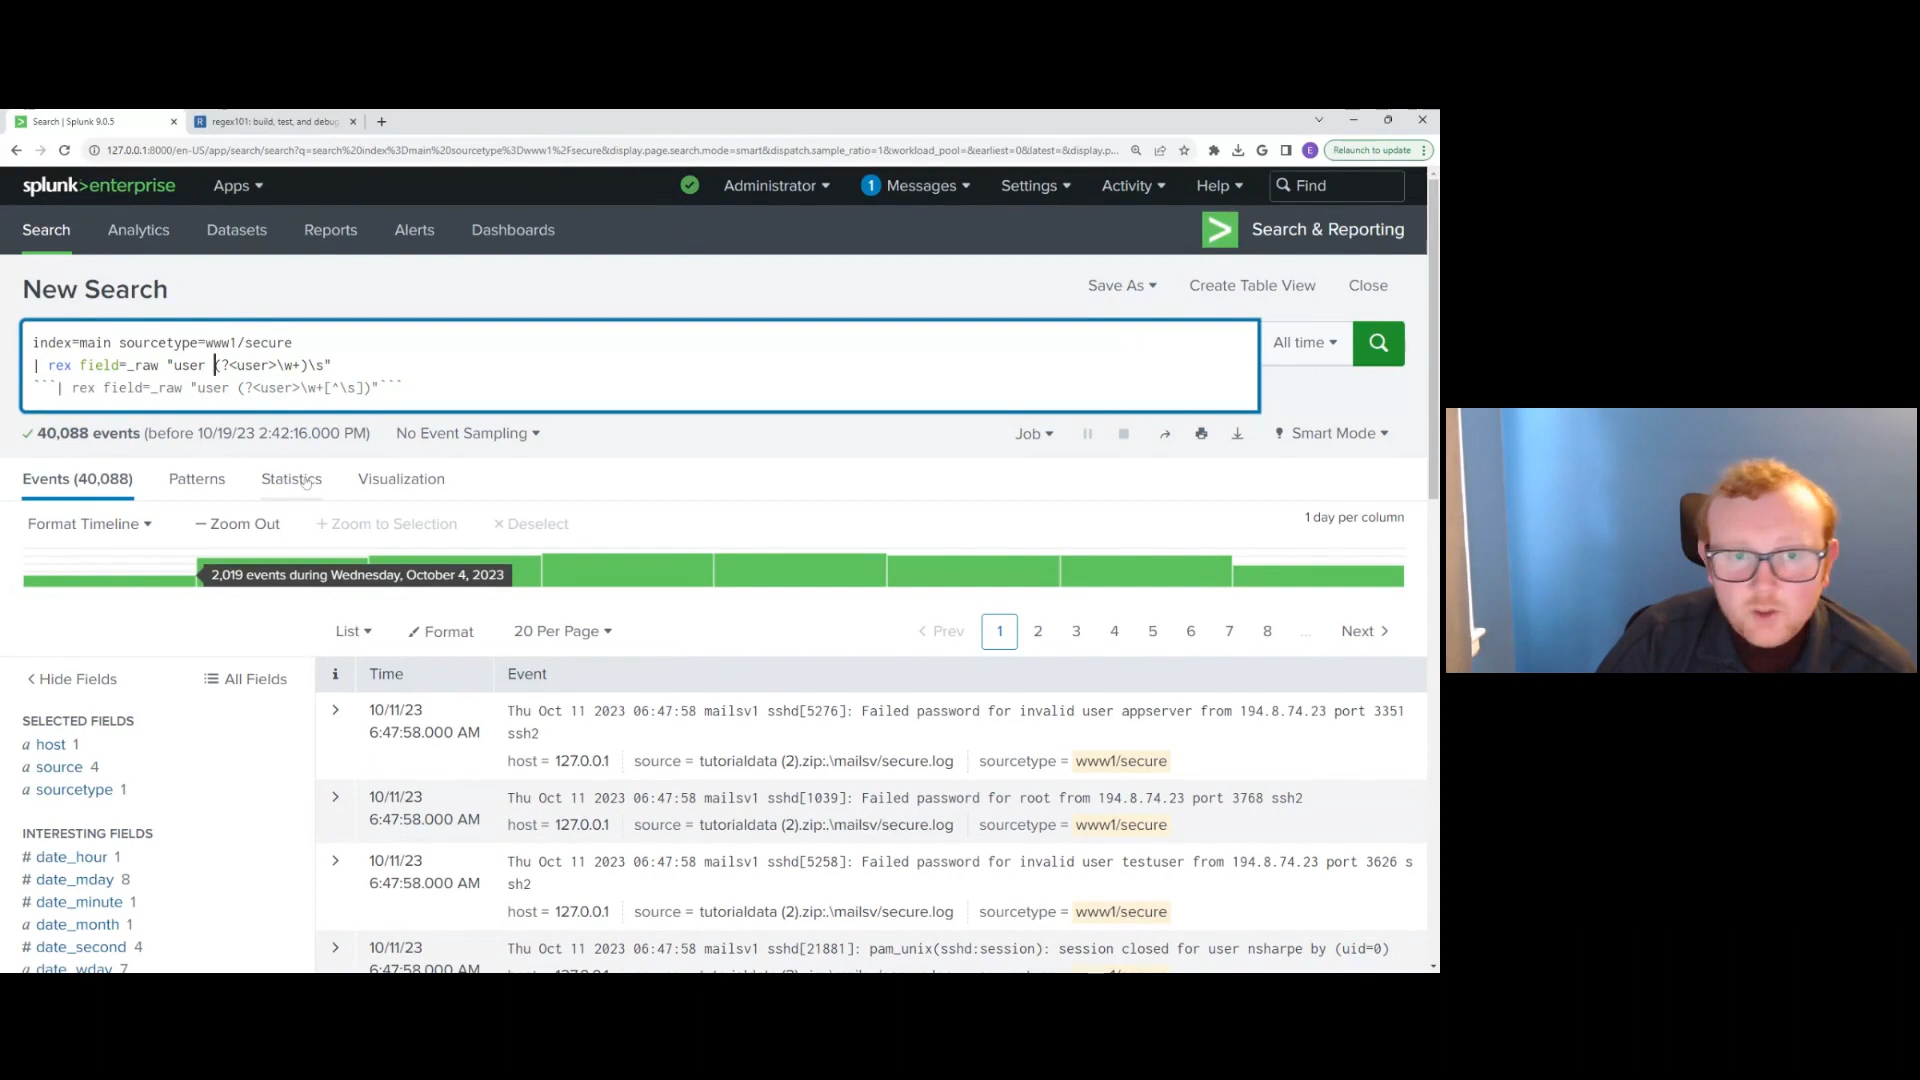 Search | Splunk 9.0.5
regex101: build, test, and debug
127.0.0.1:8000/en-US/app/search/search?q=search%20index%3Dmain%20sourcetype%3Dwww1%2Fsecure&display.page.search.mode=smart&dispatch.sample_ratio=1&workload_pool=&earliest=0&latest=&display.p...
E
Relaunch to update
splunk>enterprise
Apps
Administrator
1 Messages
Settings
Activity
Help
Find
Search
Analytics
Datasets
Reports
Alerts
Dashboards
Search & Reporting
New Search
Save As
Create Table View
Close
index=main sourcetype=www1/secure
| rex field=_raw "user (?<user>\w+)\s"
```| rex field=_raw "user (?<user>\w+[^\s])"```
All time
40,088 events (before 10/19/23 2:42:16.000 PM)
No Event Sampling
Job
Smart Mode
Events (40,088)
Patterns
Statistics
Visualization
Format Timeline
— Zoom Out
+ Zoom to Selection
× Deselect
1 day per column
2,019 events during Wednesday, October 4, 2023
List
Format
20 Per Page
< Prev
1
2
3
4
5
6
7
8
...
Next >
< Hide Fields
All Fields
SELECTED FIELDS
a host 1
a source 4
a sourcetype 1
INTERESTING FIELDS
# date_hour 1
# date_mday 8
# date_minute 1
a date_month 1
# date_second 4
a date_wday 7
i
Time
Event
10/11/23
6:47:58.000 AM
Thu Oct 11 2023 06:47:58 mailsv1 sshd[5276]: Failed password for invalid user appserver from 194.8.74.23 port 3351
ssh2
host = 127.0.0.1
source = tutorialdata (2).zip:.\mailsv/secure.log
sourcetype = www1/secure
10/11/23
6:47:58.000 AM
Thu Oct 11 2023 06:47:58 mailsv1 sshd[1039]: Failed password for root from 194.8.74.23 port 3768 ssh2
host = 127.0.0.1
source = tutorialdata (2).zip:.\mailsv/secure.log
sourcetype = www1/secure
10/11/23
6:47:58.000 AM
Thu Oct 11 2023 06:47:58 mailsv1 sshd[5258]: Failed password for invalid user testuser from 194.8.74.23 port 3626 s
sh2
host = 127.0.0.1
source = tutorialdata (2).zip:.\mailsv/secure.log
sourcetype = www1/secure
10/11/23
6:47:58.000 AM
Thu Oct 11 2023 06:47:58 mailsv1 sshd[21881]: pam_unix(sshd:session): session closed for user nsharpe by (uid=0)